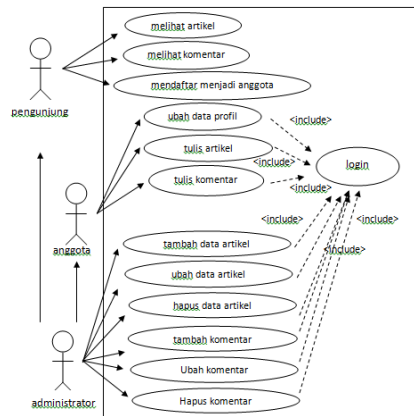 melihat artikel
melihat komentar
mendaftar menjadi anggota
pengunjung
ubah data profil
<include>
tulis artikel
<include>
login
tulis komentar
<include>
anggota
<include>
<include>
tambah data artikel
<include>
ubah data artikel
hapus data artikel
tambah komentar
Ubah komentar
administrator
Hapus komentar